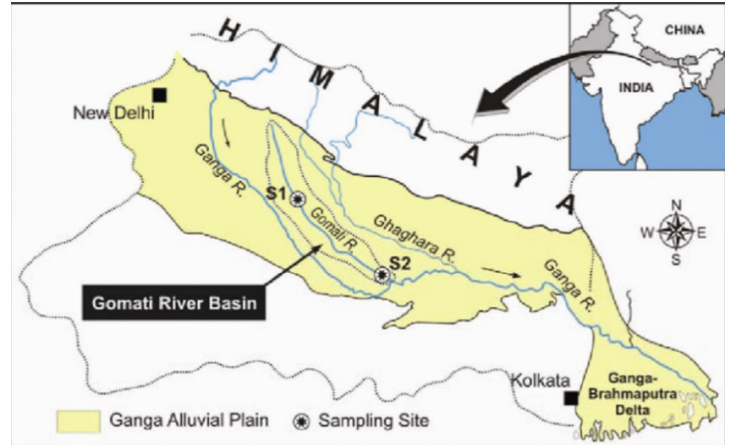 HIMALAYA
CHINA
INDIA
New Delhi
Ganga R.
S1
Gomati R.
Ghaghara R.
N
W E
S
S2
Ganga R.
Gomati River Basin
Kolkata
Ganga-
Brahmaputra
Delta
Ganga Alluvial Plain
Sampling Site